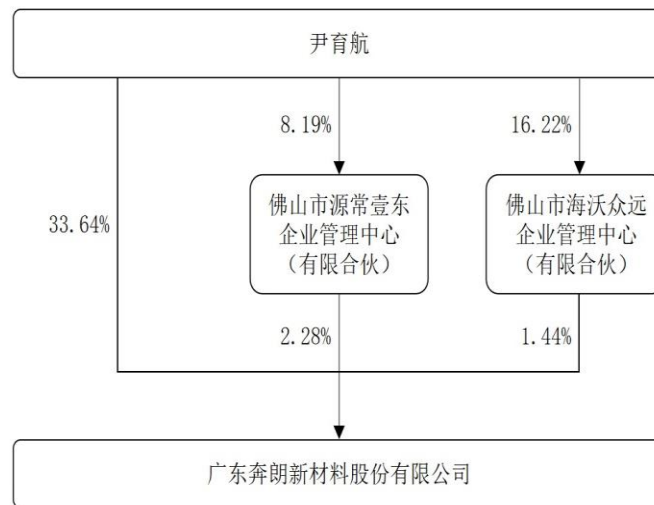 尹育航
8.19%
16.22%
33.64%
佛山市源常壹东
企业管理中心
（有限合伙）
佛山市海沃众远
企业管理中心
（有限合伙）
2.28%
1.44%
广东奔朗新材料股份有限公司